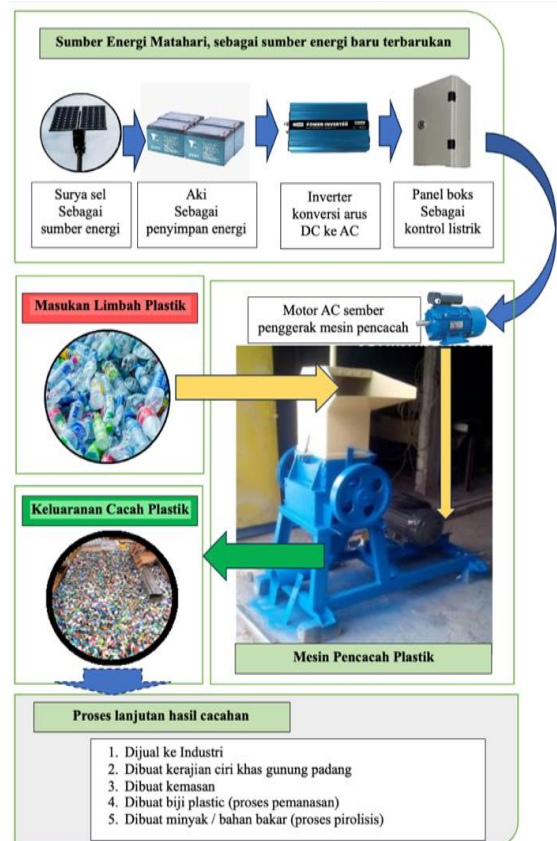 Sumber Energi Matahari, sebagai sumber energi baru terbarukan
POWER INVERTER
Surya sel
Sebagai
sumber energi
Aki
Sebagai
penyimpan energi
Inverter
konversi arus
DC ke AC
Panel boks
Sebagai
kontrol listrik
Masukan Limbah Plastik
Motor AC sember
penggerak mesin pencacah
Keluaranan Cacah Plastik
Mesin Pencacah Plastik
Proses lanjutan hasil cacahan
1. Dijual ke Industri
2. Dibuat kerajian ciri khas gunung padang
3. Dibuat kemasan
4. Dibuat biji plastic (proses pemanasan)
5. Dibuat minyak / bahan bakar (proses pirolisis)